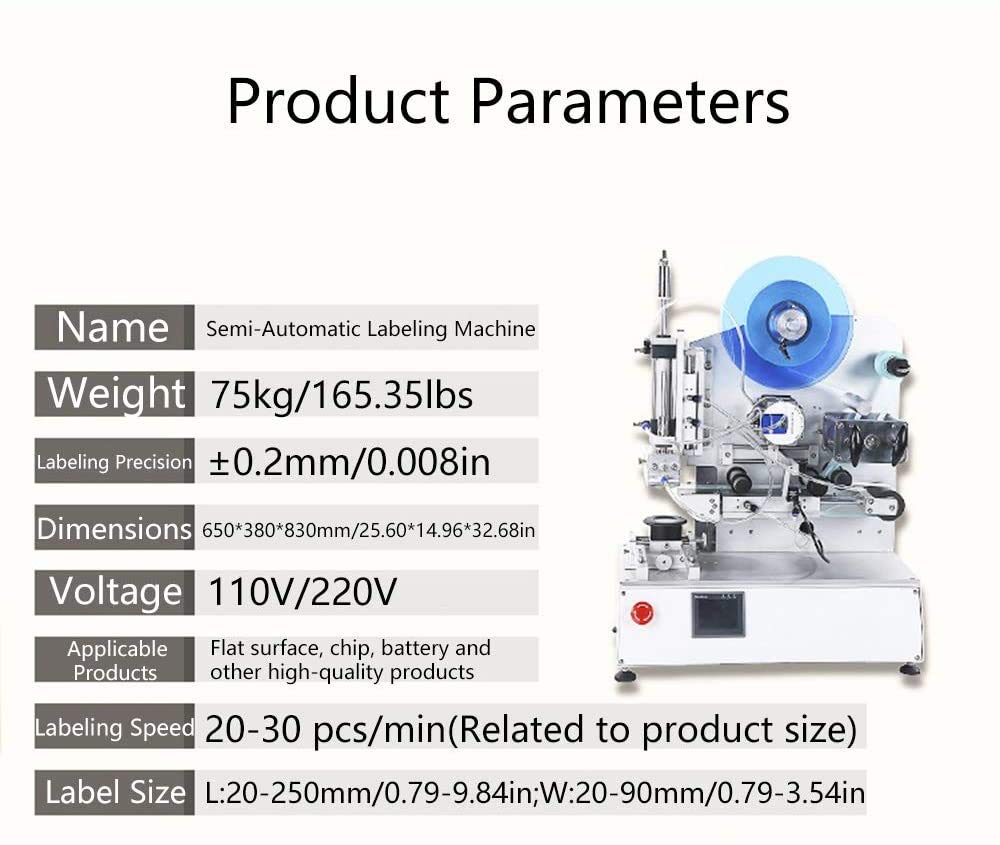 Product Parameters
Name Semi-Automatic Labeling Machine
Weight 75kg/165.35lbs
Labeling Precision ±0.2mm/0.008in
Dimensions 650*380*830mm/25.60*14.96*32.68in
Voltage 110V/220V
Applicable Products
Flat surface, chip, battery and
other high-quality products
Labeling Speed 20-30 pcs/min(Related to product size)
Label Size L:20-250mm/0.79-9.84in;W:20-90mm/0.79-3.54in